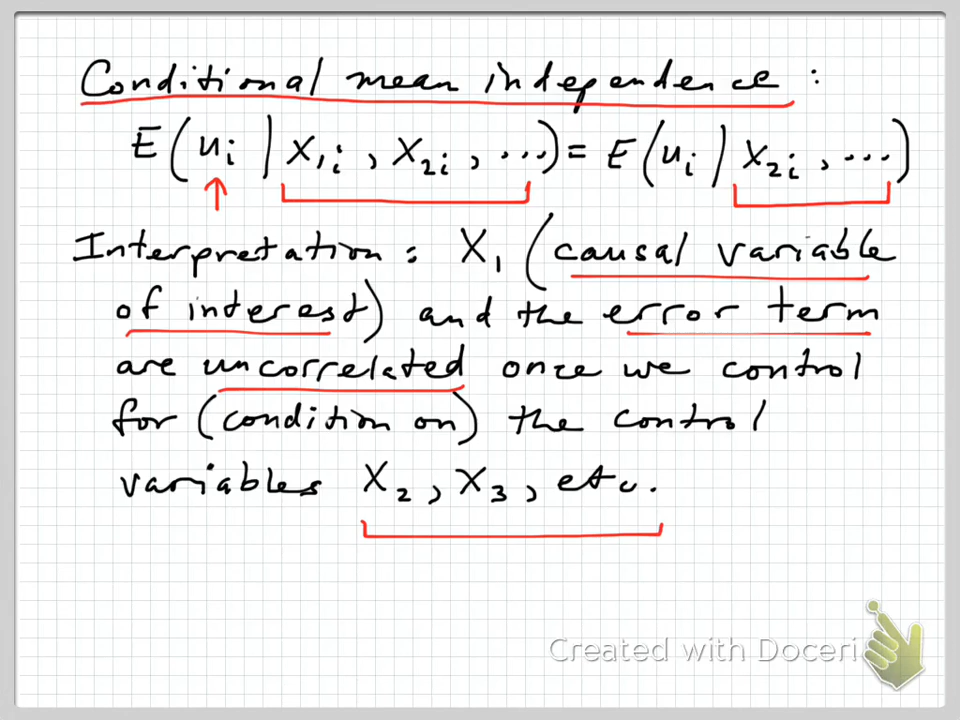 Conditional mean independence :
E(uᵢ | X₁ᵢ, X₂ᵢ, ...) = E(uᵢ | X₂ᵢ, ...)
Interpretation : X₁ (causal variable
of interest) and the error term
are uncorrelated once we control
for (condition on) the control
variables X₂, X₃, etc.
Created with Doceri